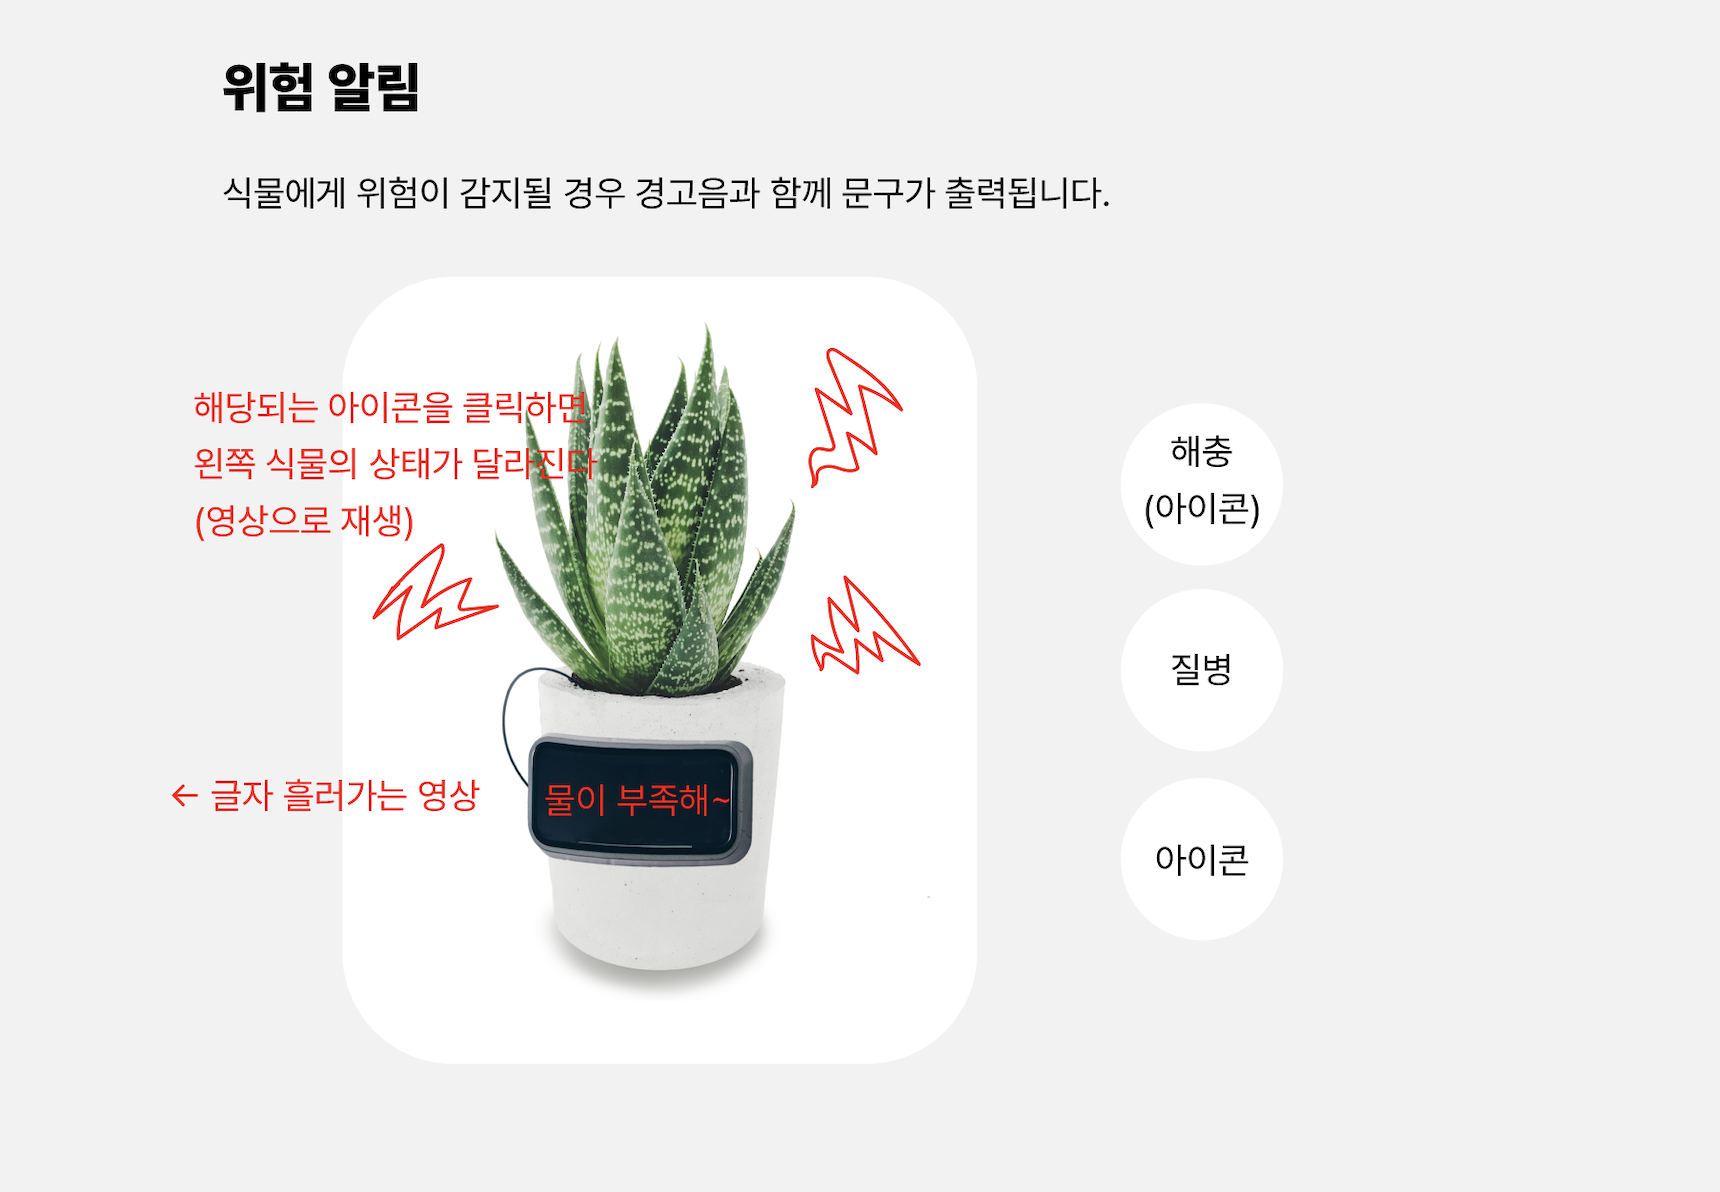 위험 알림
식물에게 위험이 감지될 경우 경고음과 함께 문구가 출력됩니다.
해당되는 아이콘을 클릭하면
왼쪽 식물의 상태가 달라진다
(영상으로 재생)
← 글자 흘러가는 영상
물이 부족해~
해충
(아이콘)
질병
아이콘